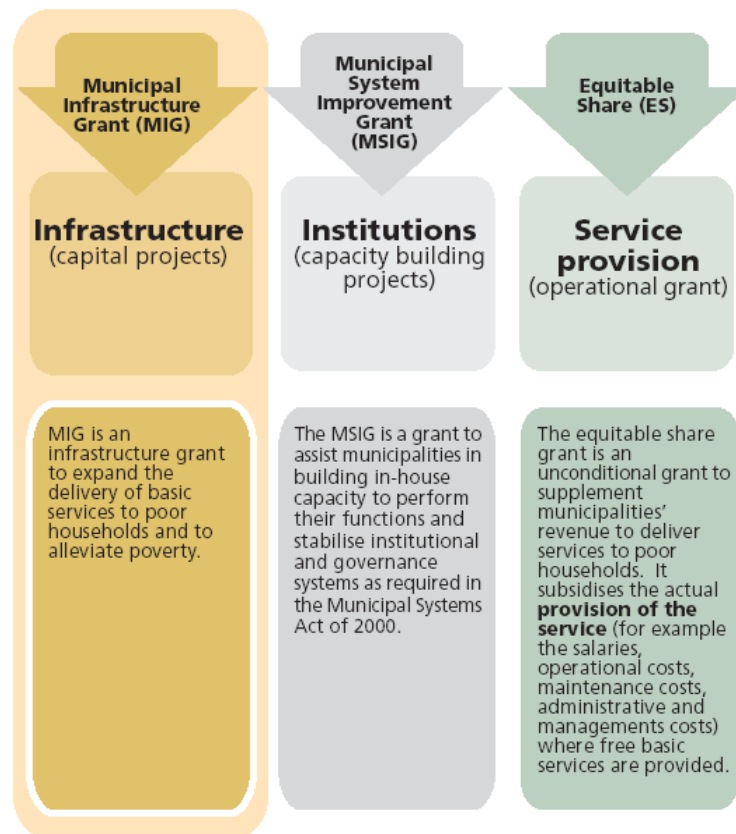 Municipal
Infrastructure
Grant (MIG)
Infrastructure
(capital projects)
MIG is an
infrastructure grant
to expand the
delivery of basic
services to poor
households and to
alleviate poverty.
Municipal
System
Improvement
Grant
(MSIG)
Institutions
(capacity building
projects)
The MSIG is a grant to
assist municipalities in
building in-house
capacity to perform
their functions and
stabilise institutional
and governance
systems as required in
the Municipal Systems
Act of 2000.
Equitable
Share (ES)
Service
provision
(operational grant)
The equitable share
grant is an
unconditional grant to
supplement
municipalities'
revenue to deliver
services to poor
households. It
subsidises the actual
provision of the
service (for example
the salaries,
operational costs,
maintenance costs,
administrative and
managements costs)
where free basic
services are provided.